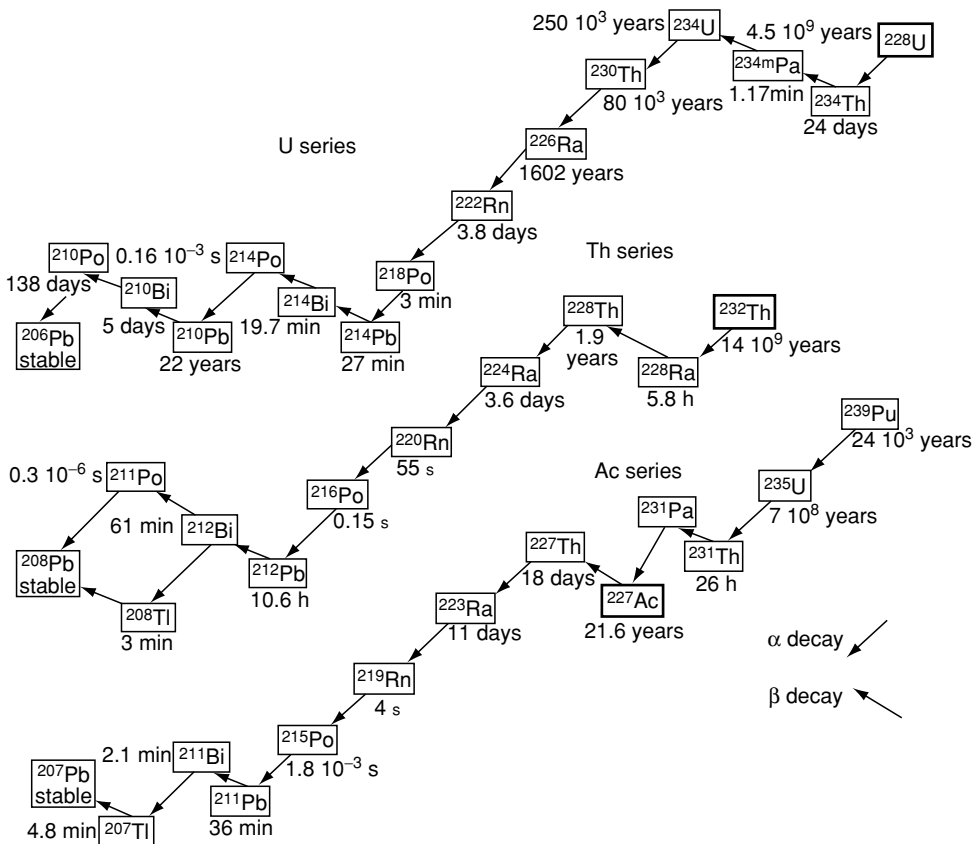 250 10³ years
²³⁴U
4.5 10⁹ years
²²⁸U
²³⁰Th
²³⁴ᵐPa
80 10³ years
1.17min
²³⁴Th
24 days
U series
²²⁶Ra
1602 years
²²²Rn
3.8 days
²¹⁰Po
0.16 10⁻³ s
²¹⁴Po
²¹⁸Po
138 days
²¹⁰Bi
²¹⁴Bi
3 min
5 days
²¹⁰Pb
19.7 min
²¹⁴Pb
²⁰⁶Pb
stable
22 years
27 min
Th series
²²⁸Th
²³²Th
1.9
years
14 10⁹ years
²²⁴Ra
²²⁸Ra
3.6 days
5.8 h
²²⁰Rn
55 s
0.3 10⁻⁶ s
²¹¹Po
²¹⁶Po
0.15 s
61 min
²¹²Bi
²⁰⁸Pb
stable
²¹²Pb
10.6 h
²⁰⁸Tl
3 min
²³⁹Pu
24 10³ years
Ac series
²³⁵U
7 10⁸ years
²³¹Pa
²²⁷Th
²³¹Th
18 days
26 h
²²⁷Ac
21.6 years
²²³Ra
11 days
α decay
²¹⁹Rn
4 s
β decay
²¹⁵Po
2.1 min
²¹¹Bi
1.8 10⁻³ s
²⁰⁷Pb
stable
²¹¹Pb
4.8 min
²⁰⁷Tl
36 min